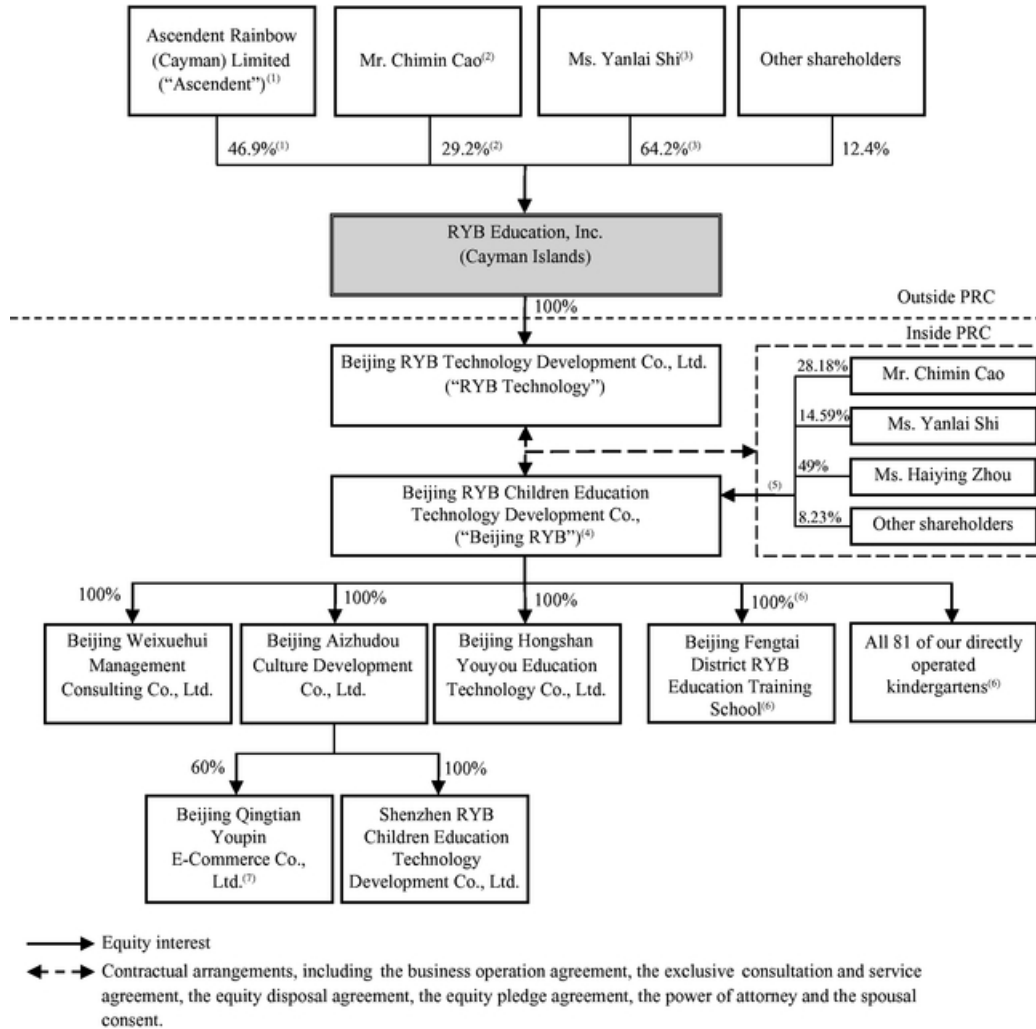 Ascendent Rainbow
(Cayman) Limited
(“Ascendent”)(1)
Mr. Chimin Cao(2)
Ms. Yanlai Shi(3)
Other shareholders
46.9%(1)
29.2%(2)
64.2%(3)
12.4%
RYB Education, Inc.
(Cayman Islands)
100%
Outside PRC
Inside PRC
Beijing RYB Technology Development Co., Ltd.
(“RYB Technology”)
28.18%
Mr. Chimin Cao
14.59%
Ms. Yanlai Shi
49%
Ms. Haiying Zhou
8.23%
Other shareholders
(5)
Beijing RYB Children Education
Technology Development Co.,
(“Beijing RYB”)(4)
100%
100%
100%
100%(6)
Beijing Weixuehui
Management
Consulting Co., Ltd.
Beijing Aizhudou
Culture Development
Co., Ltd.
Beijing Hongshan
Youyou Education
Technology Co., Ltd.
Beijing Fengtai
District RYB
Education Training
School(6)
All 81 of our directly
operated
kindergartens(6)
60%
100%
Beijing Qingtian
Youpin
E-Commerce Co.,
Ltd.(7)
Shenzhen RYB
Children Education
Technology
Development Co., Ltd.
Equity interest
Contractual arrangements, including the business operation agreement, the exclusive consultation and service
agreement, the equity disposal agreement, the equity pledge agreement, the power of attorney and the spousal
consent.